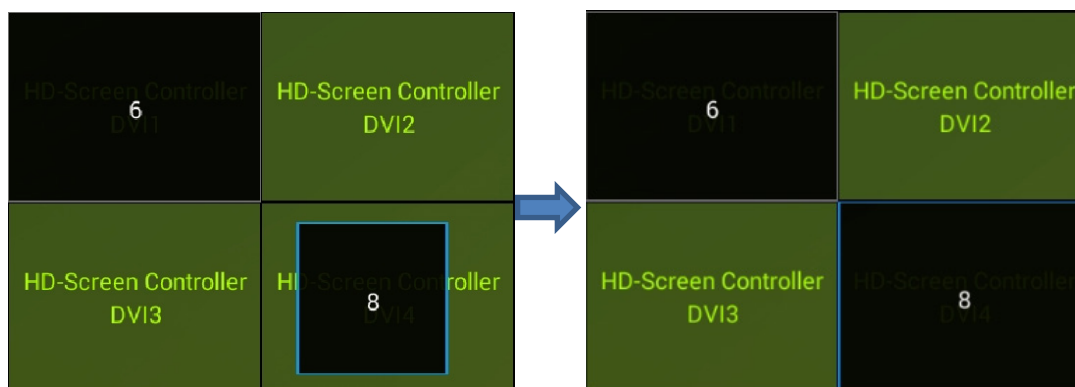 HD-Screen Controller
DVI1
6
HD-Screen Controller
DVI2
HD-Screen Controller
DVI3
HD-Screen Controller
DVI4
8
HD-Screen Controller
DVI1
6
HD-Screen Controller
DVI2
HD-Screen Controller
DVI3
HD-Screen Controller
DVI4
8